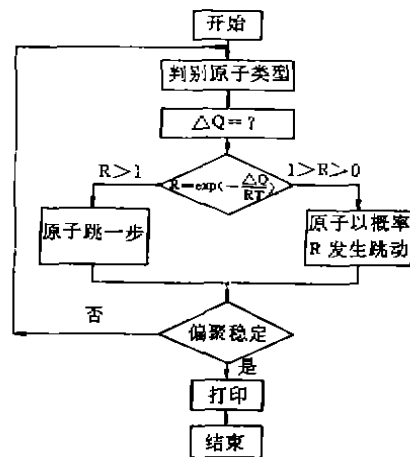 开始
判别原子类型
△Q=?
R>1
R=exp(-△Q/RT)
1>R>0
原子跳一步
原子以概率
R 发生跳动
否
偏聚稳定
是
打印
结束